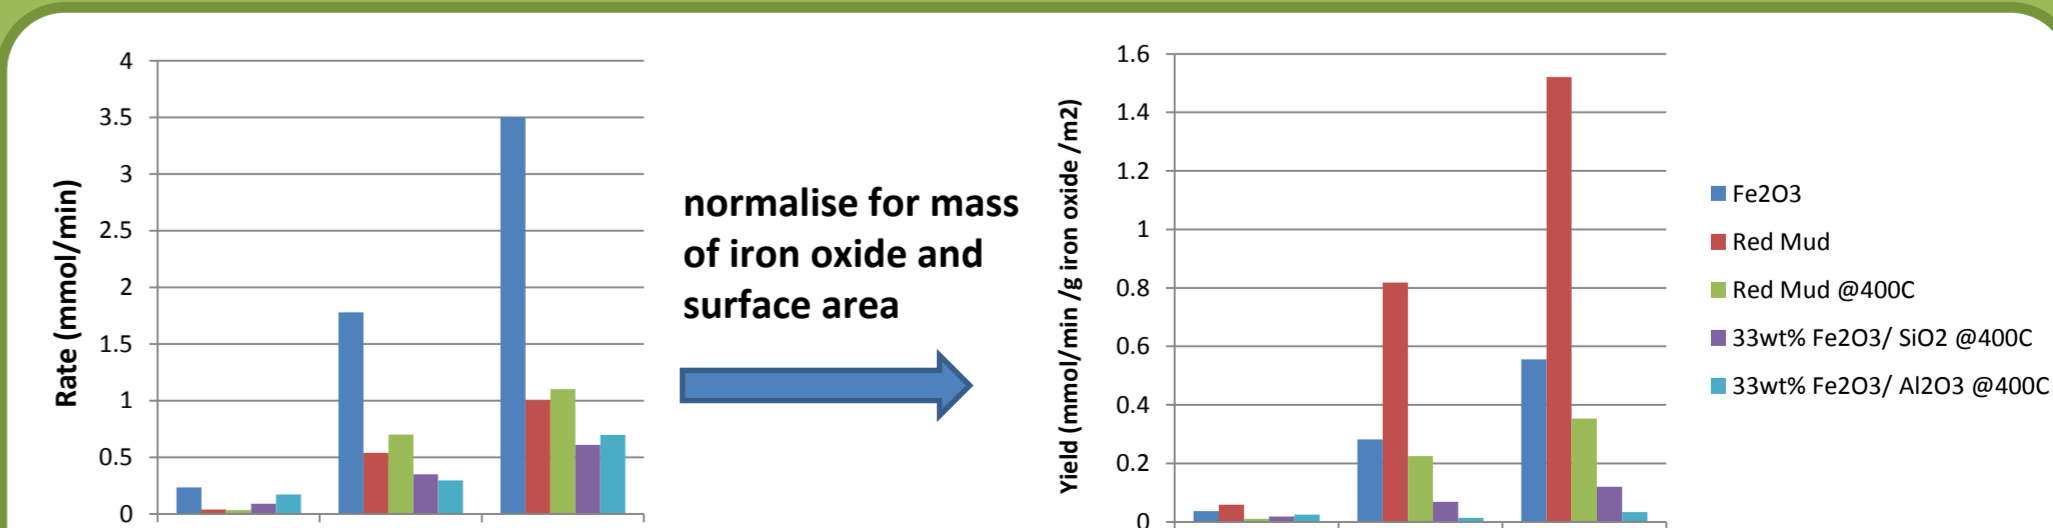 4
3.5
3
2.5
2
1.5
1
0.5
0
Rate (mmol/min)
normalise for mass
of iron oxide and
surface area
1.6
1.4
1.2
1
0.8
0.6
0.4
0.2
0
Yield (mmol/min /g iron oxide /m2)
Fe2O3
Red Mud
Red Mud @400C
33wt% Fe2O3/ SiO2 @400C
33wt% Fe2O3/ Al2O3 @400C